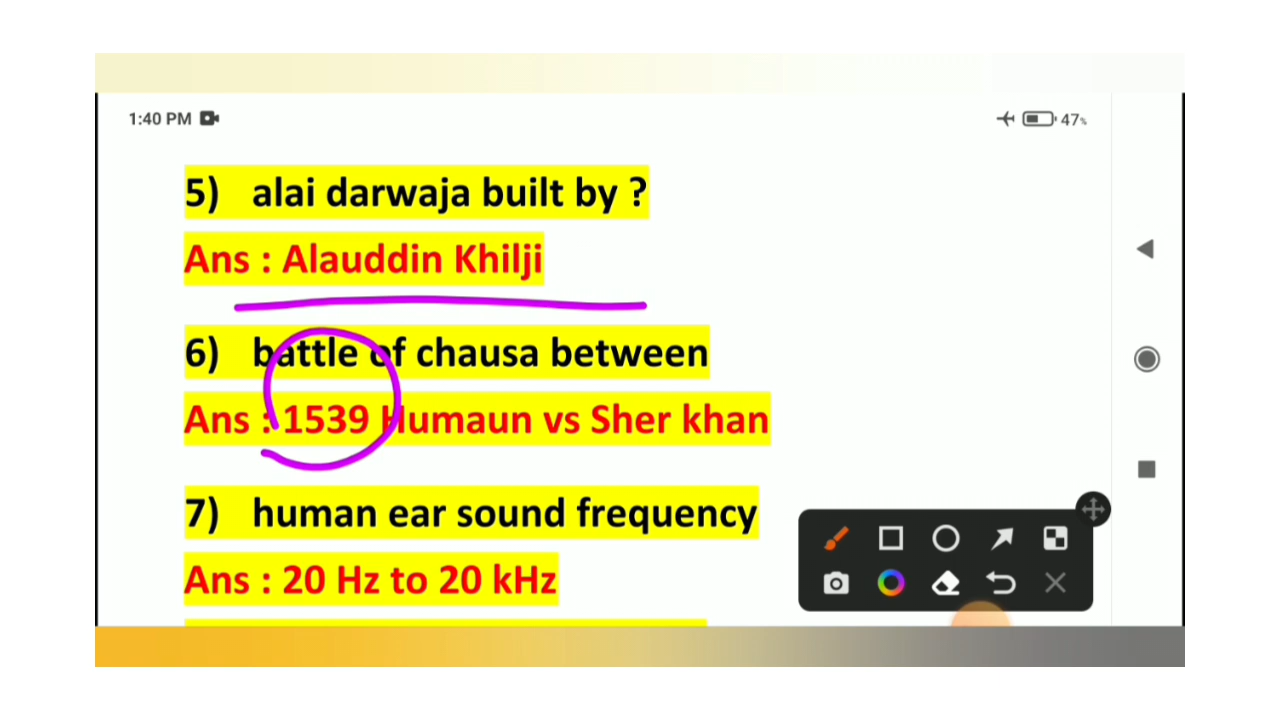 1:40 PM 47%
5) alai darwaja built by ?
Ans : Alauddin Khilji
6) battle of chausa between
Ans : 1539 Humaun vs Sher khan
7) human ear sound frequency
Ans : 20 Hz to 20 kHz